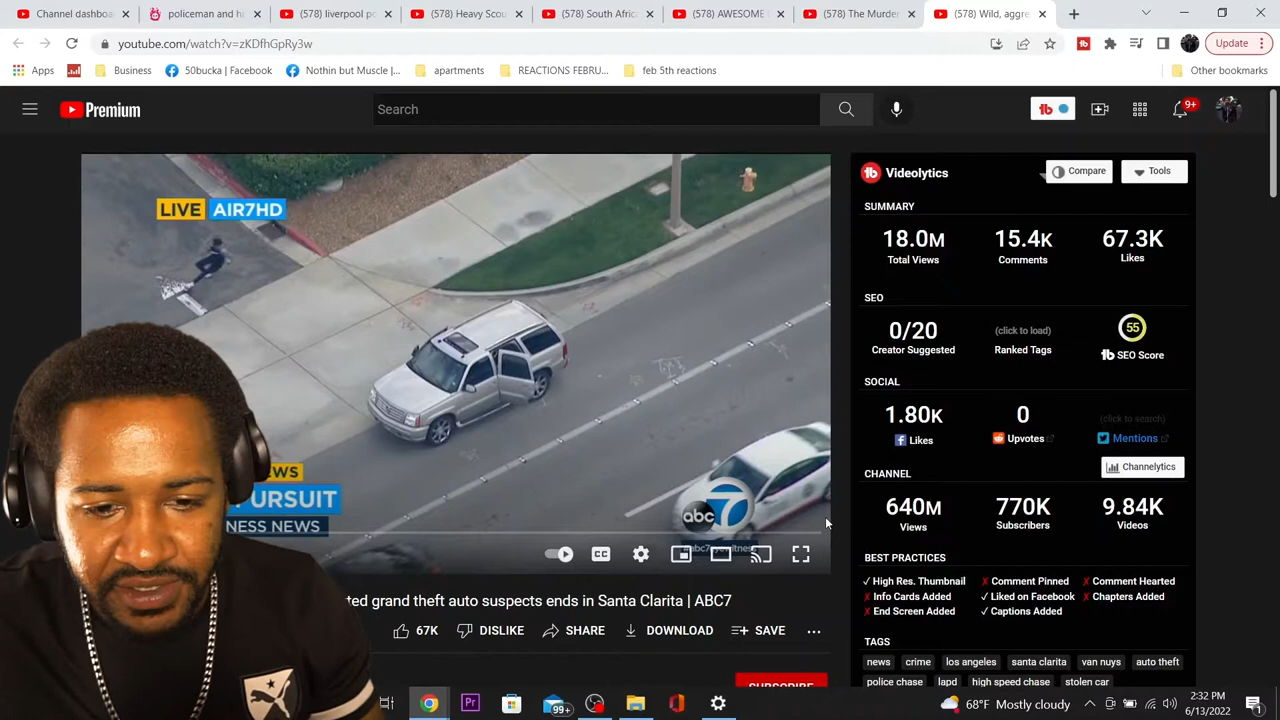 Channel dashboa
policeman and h
(578) liverpool po
(578) Heavy Scou
(578) South Afric
(578) AWESOME
(578) The Murder
(578) Wild, aggre
youtube.com/watch?v=zKDfhGpRy3w
Update
Apps
Business
50bucka | Facebook
Nothin but Muscle |...
apartments
REACTIONS FEBRU...
feb 5th reactions
Other bookmarks
Premium
Search
9+
LIVE AIR7HD
EWS
PURSUIT
NESS NEWS
abc 7
ted grand theft auto suspects ends in Santa Clarita | ABC7
67K DISLIKE SHARE DOWNLOAD SAVE
SUBSCRIBE
Videolytics
Compare
Tools
SUMMARY
18.0M 15.4K 67.3K
Total Views Comments Likes
SEO
0/20 (click to load) 55
Creator Suggested Ranked Tags SEO Score
SOCIAL
1.80K 0 (click to search)
Likes Upvotes Mentions
CHANNEL
Channelytics
640M 770K 9.84K
Views Subscribers Videos
BEST PRACTICES
✓ High Res. Thumbnail ✗ Comment Pinned ✗ Comment Hearted
✗ Info Cards Added ✓ Liked on Facebook ✗ Chapters Added
✗ End Screen Added ✓ Captions Added
TAGS
news crime los angeles santa clarita van nuys auto theft
police chase lapd high speed chase stolen car
99+
68°F Mostly cloudy
2:32 PM
6/13/2022
1